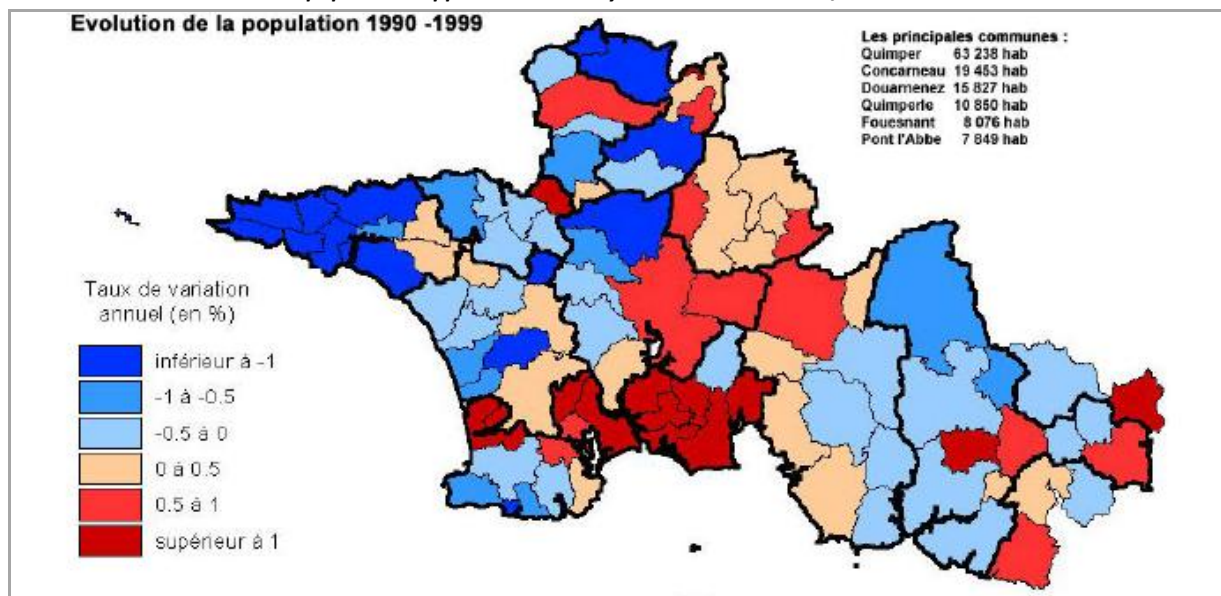 Evolution de la population 1990 -1999
Les principales communes :
Quimper 63 238 hab
Concarneau 19 453 hab
Douarnenez 15 827 hab
Quimperle 10 850 hab
Fouesnant 8 076 hab
Pont l'Abbe 7 849 hab
Taux de variation
annuel (en %)
inférieur à -1
-1 à -0.5
-0.5 à 0
0 à 0.5
0.5 à 1
supérieur à 1